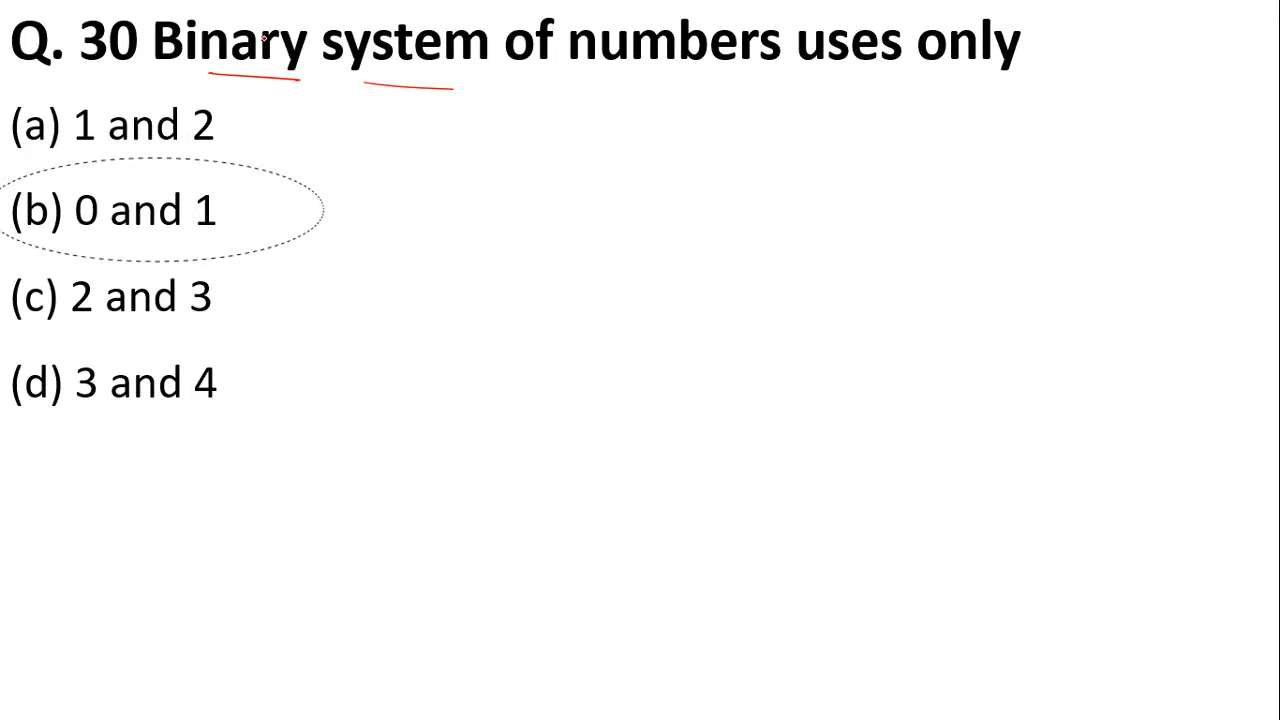 Q. 30 Binary system of numbers uses only
(a) 1 and 2
(b) 0 and 1
(c) 2 and 3
(d) 3 and 4